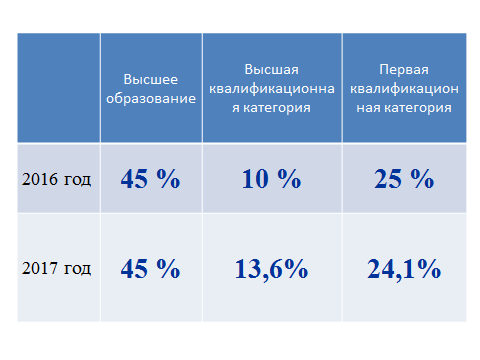 Высшее
образование
Высшая
квалификационна
я категория
Первая
квалификацион
ная категория
2016 год 45 % 10 % 25 %
2017 год 45 % 13,6% 24,1%